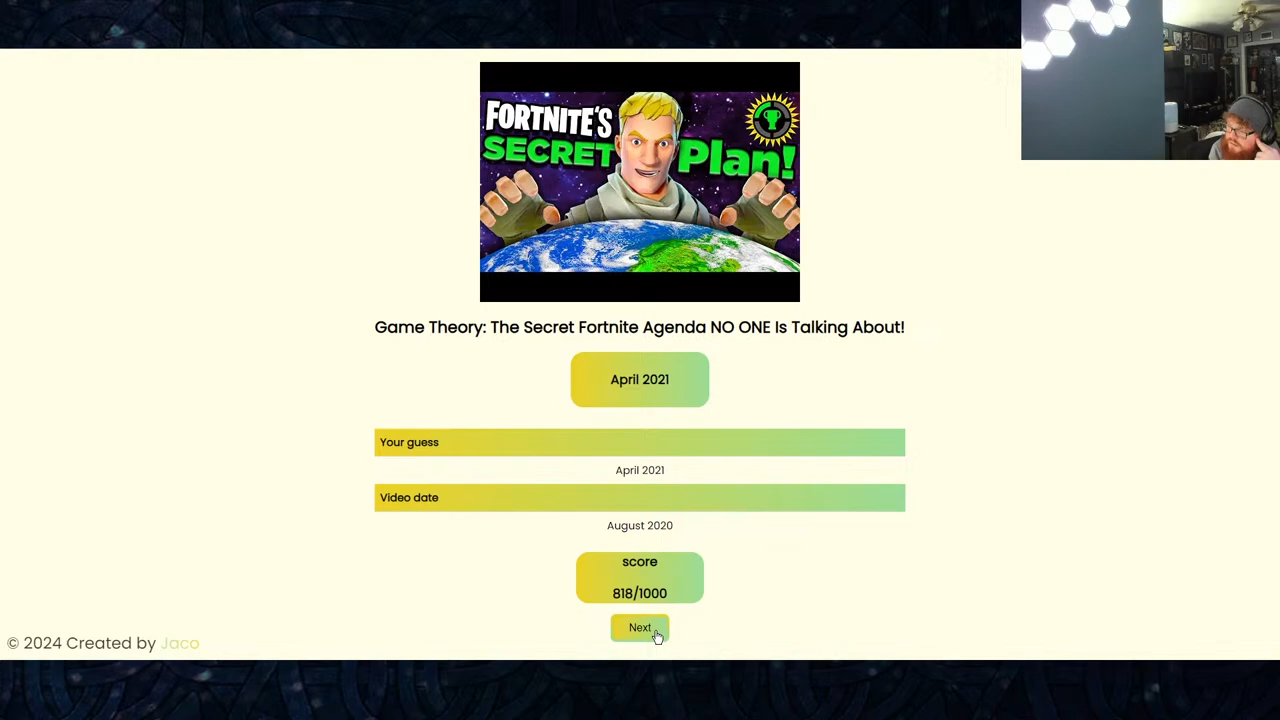 FORTNITE'S
SECRET Plan!
Game Theory: The Secret Fortnite Agenda NO ONE Is Talking About!
April 2021
Your guess
April 2021
Video date
August 2020
score
818/1000
Next
© 2024 Created by Jaco